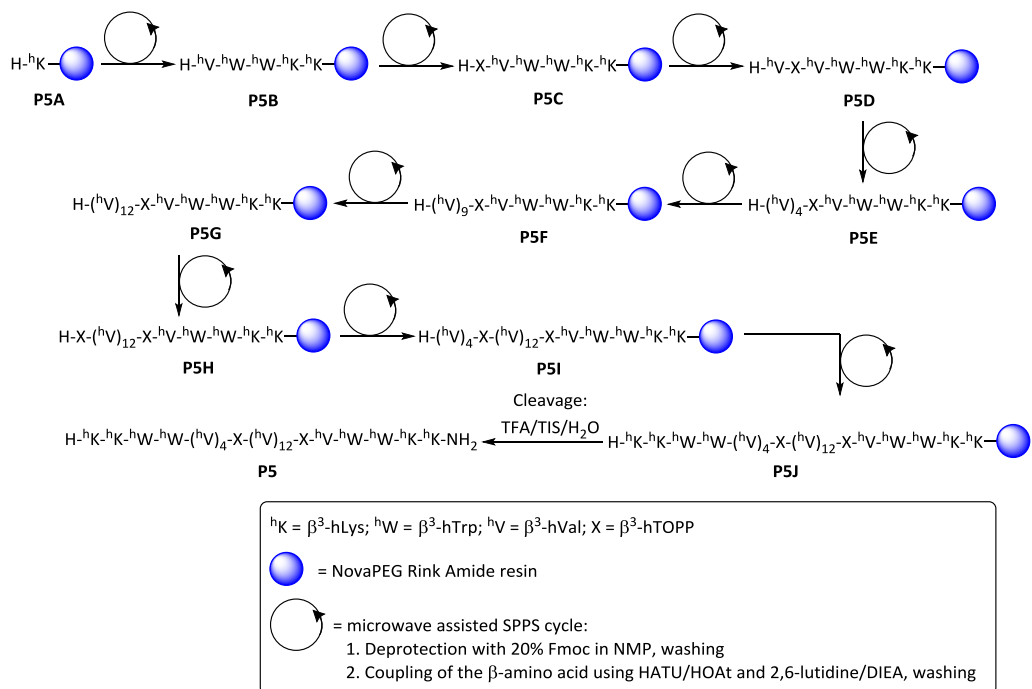 H-ʰK
P5A
H-ʰV-ʰW-ʰW-ʰK-ʰK
P5B
H-X-ʰV-ʰW-ʰW-ʰK-ʰK
P5C
H-ʰV-X-ʰV-ʰW-ʰW-ʰK-ʰK
P5D
H-(ʰV)₁₂-X-ʰV-ʰW-ʰW-ʰK-ʰK
P5G
H-(ʰV)₉-X-ʰV-ʰW-ʰW-ʰK-ʰK
P5F
H-(ʰV)₄-X-ʰV-ʰW-ʰW-ʰK-ʰK
P5E
H-X-(ʰV)₁₂-X-ʰV-ʰW-ʰW-ʰK-ʰK
P5H
H-(ʰV)₄-X-(ʰV)₁₂-X-ʰV-ʰW-ʰW-ʰK-ʰK
P5I
Cleavage:
TFA/TIS/H₂O
H-ʰK-ʰK-ʰW-ʰW-(ʰV)₄-X-(ʰV)₁₂-X-ʰV-ʰW-ʰW-ʰK-ʰK-NH₂
P5
H-ʰK-ʰK-ʰW-ʰW-(ʰV)₄-X-(ʰV)₁₂-X-ʰV-ʰW-ʰW-ʰK-ʰK
P5J
ʰK = β³-hLys; ʰW = β³-hTrp; ʰV = β³-hVal; X = β³-hTOPP
= NovaPEG Rink Amide resin
= microwave assisted SPPS cycle:
1. Deprotection with 20% Fmoc in NMP, washing
2. Coupling of the β-amino acid using HATU/HOAt and 2,6-lutidine/DIEA, washing